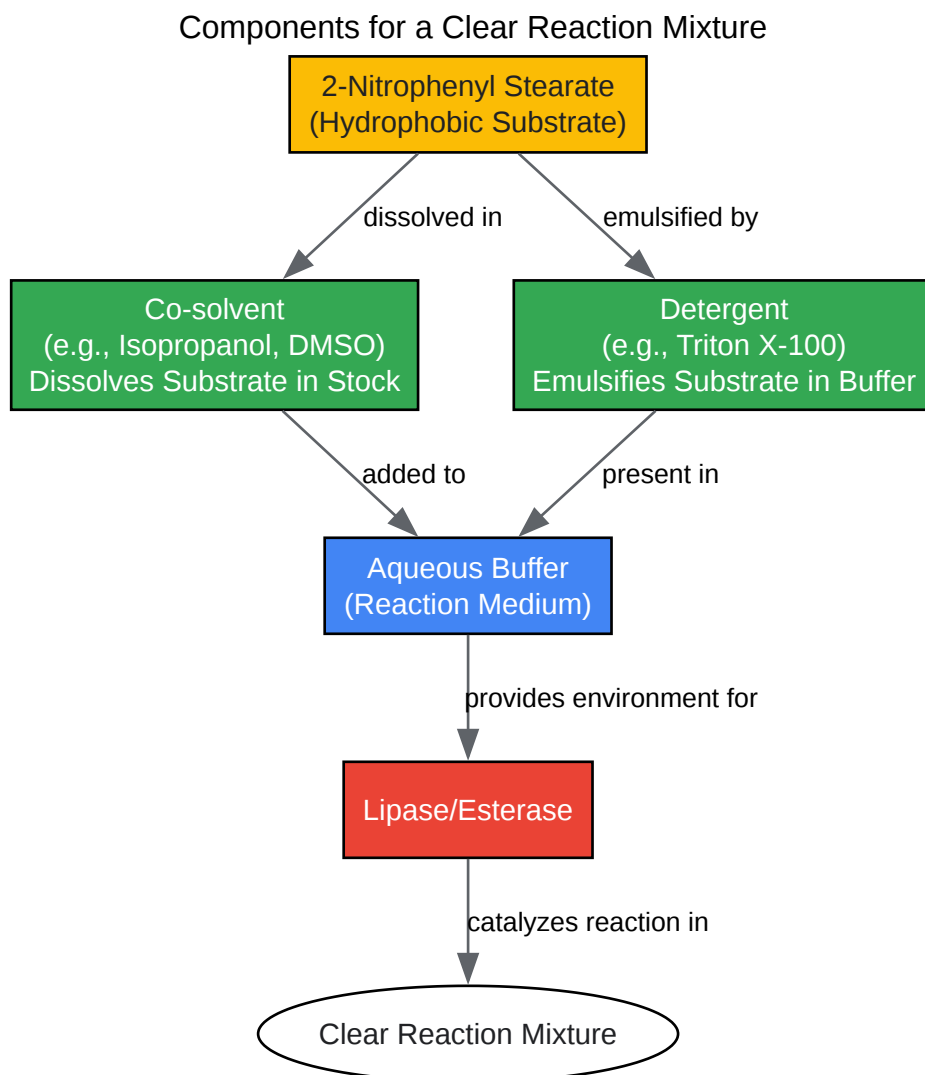 Components for a Clear Reaction Mixture
2-Nitrophenyl Stearate
(Hydrophobic Substrate)
dissolved in
emulsified by
Co-solvent
(e.g., Isopropanol, DMSO)
Dissolves Substrate in Stock
Detergent
(e.g., Triton X-100)
Emulsifies Substrate in Buffer
added to
present in
Aqueous Buffer
(Reaction Medium)
provides environment for
Lipase/Esterase
catalyzes reaction in
Clear Reaction Mixture